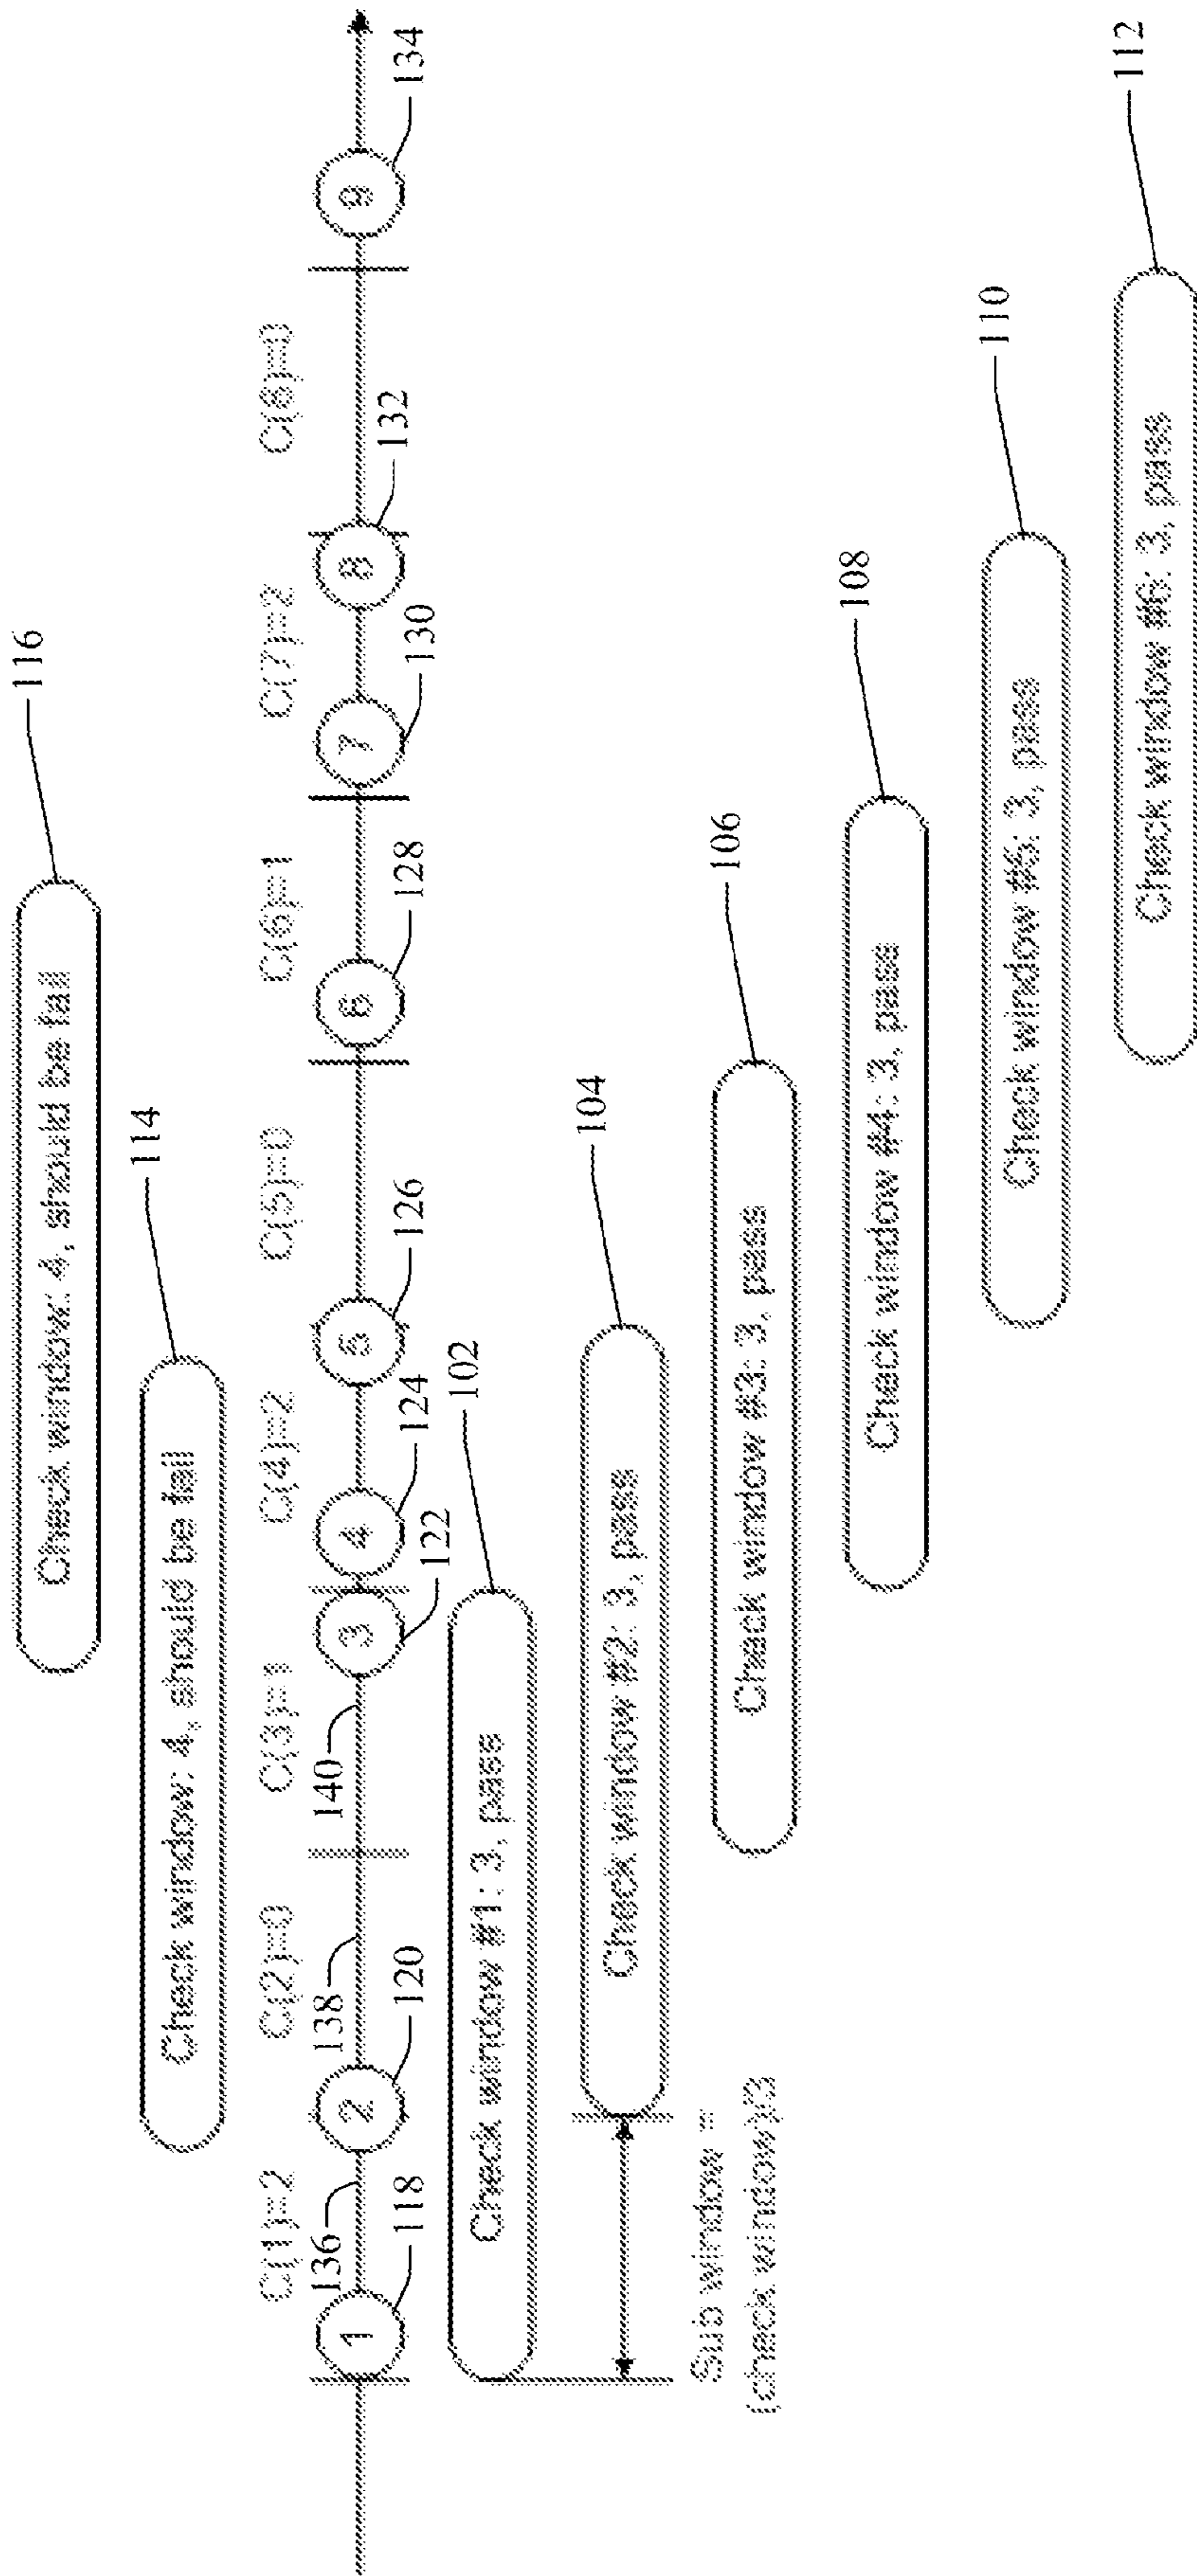 116
Check window: 4, should be fail
114
Check window: 4, should be fail
C(1)=2
C(2)=0
C(3)=1
C(4)=2
C(5)=0
C(6)=1
C(7)=2
C(8)=0
136
138
140
1
2
3
4
5
6
7
8
9
118
120
122
124
126
128
130
132
134
Check window #1: 3, pass
102
Check window #2: 3, pass
104
Sub window =
(check window)/3
Check window #3: 3, pass
106
Check window #4: 3, pass
108
Check window #5: 3, pass
110
Check window #6: 3, pass
112